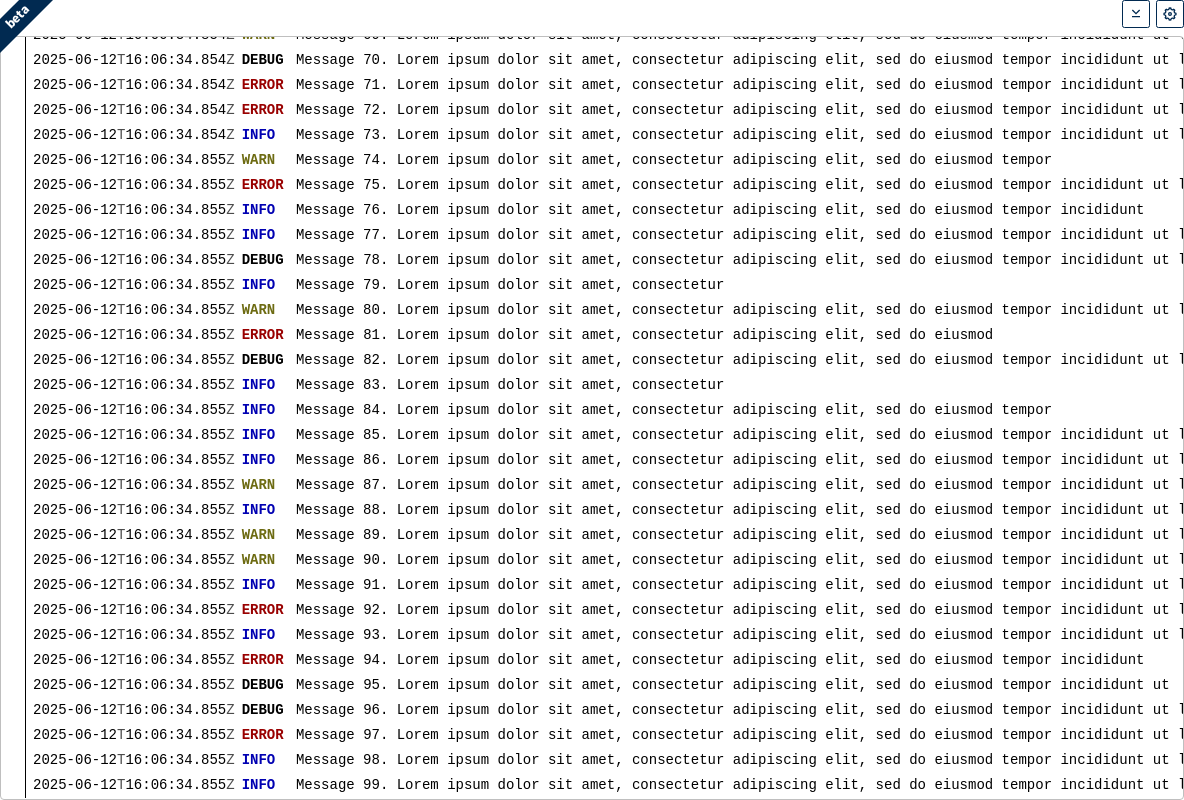 beta
2025-06-12T16:06:34.854Z WARN Message 69. Lorem ipsum dolor sit amet, consectetur adipiscing elit, sed do eiusmod tempor incididunt ut
2025-06-12T16:06:34.854Z DEBUG Message 70. Lorem ipsum dolor sit amet, consectetur adipiscing elit, sed do eiusmod tempor incididunt ut l
2025-06-12T16:06:34.854Z ERROR Message 71. Lorem ipsum dolor sit amet, consectetur adipiscing elit, sed do eiusmod tempor incididunt ut l
2025-06-12T16:06:34.854Z ERROR Message 72. Lorem ipsum dolor sit amet, consectetur adipiscing elit, sed do eiusmod tempor incididunt ut l
2025-06-12T16:06:34.854Z INFO Message 73. Lorem ipsum dolor sit amet, consectetur adipiscing elit, sed do eiusmod tempor incididunt ut l
2025-06-12T16:06:34.855Z WARN Message 74. Lorem ipsum dolor sit amet, consectetur adipiscing elit, sed do eiusmod tempor
2025-06-12T16:06:34.855Z ERROR Message 75. Lorem ipsum dolor sit amet, consectetur adipiscing elit, sed do eiusmod tempor incididunt ut l
2025-06-12T16:06:34.855Z INFO Message 76. Lorem ipsum dolor sit amet, consectetur adipiscing elit, sed do eiusmod tempor incididunt
2025-06-12T16:06:34.855Z INFO Message 77. Lorem ipsum dolor sit amet, consectetur adipiscing elit, sed do eiusmod tempor incididunt ut l
2025-06-12T16:06:34.855Z DEBUG Message 78. Lorem ipsum dolor sit amet, consectetur adipiscing elit, sed do eiusmod tempor incididunt ut l
2025-06-12T16:06:34.855Z INFO Message 79. Lorem ipsum dolor sit amet, consectetur
2025-06-12T16:06:34.855Z WARN Message 80. Lorem ipsum dolor sit amet, consectetur adipiscing elit, sed do eiusmod tempor incididunt ut l
2025-06-12T16:06:34.855Z ERROR Message 81. Lorem ipsum dolor sit amet, consectetur adipiscing elit, sed do eiusmod
2025-06-12T16:06:34.855Z DEBUG Message 82. Lorem ipsum dolor sit amet, consectetur adipiscing elit, sed do eiusmod tempor incididunt ut l
2025-06-12T16:06:34.855Z INFO Message 83. Lorem ipsum dolor sit amet, consectetur
2025-06-12T16:06:34.855Z INFO Message 84. Lorem ipsum dolor sit amet, consectetur adipiscing elit, sed do eiusmod tempor
2025-06-12T16:06:34.855Z INFO Message 85. Lorem ipsum dolor sit amet, consectetur adipiscing elit, sed do eiusmod tempor incididunt ut l
2025-06-12T16:06:34.855Z INFO Message 86. Lorem ipsum dolor sit amet, consectetur adipiscing elit, sed do eiusmod tempor incididunt ut l
2025-06-12T16:06:34.855Z WARN Message 87. Lorem ipsum dolor sit amet, consectetur adipiscing elit, sed do eiusmod tempor incididunt ut l
2025-06-12T16:06:34.855Z INFO Message 88. Lorem ipsum dolor sit amet, consectetur adipiscing elit, sed do eiusmod tempor incididunt ut l
2025-06-12T16:06:34.855Z WARN Message 89. Lorem ipsum dolor sit amet, consectetur adipiscing elit, sed do eiusmod tempor incididunt ut l
2025-06-12T16:06:34.855Z WARN Message 90. Lorem ipsum dolor sit amet, consectetur adipiscing elit, sed do eiusmod tempor incididunt ut l
2025-06-12T16:06:34.855Z INFO Message 91. Lorem ipsum dolor sit amet, consectetur adipiscing elit, sed do eiusmod tempor incididunt ut l
2025-06-12T16:06:34.855Z ERROR Message 92. Lorem ipsum dolor sit amet, consectetur adipiscing elit, sed do eiusmod tempor incididunt ut l
2025-06-12T16:06:34.855Z INFO Message 93. Lorem ipsum dolor sit amet, consectetur adipiscing elit, sed do eiusmod tempor incididunt ut l
2025-06-12T16:06:34.855Z ERROR Message 94. Lorem ipsum dolor sit amet, consectetur adipiscing elit, sed do eiusmod tempor incididunt
2025-06-12T16:06:34.855Z DEBUG Message 95. Lorem ipsum dolor sit amet, consectetur adipiscing elit, sed do eiusmod tempor incididunt ut
2025-06-12T16:06:34.855Z DEBUG Message 96. Lorem ipsum dolor sit amet, consectetur adipiscing elit, sed do eiusmod tempor incididunt ut l
2025-06-12T16:06:34.855Z ERROR Message 97. Lorem ipsum dolor sit amet, consectetur adipiscing elit, sed do eiusmod tempor incididunt ut l
2025-06-12T16:06:34.855Z INFO Message 98. Lorem ipsum dolor sit amet, consectetur adipiscing elit, sed do eiusmod tempor incididunt ut l
2025-06-12T16:06:34.855Z INFO Message 99. Lorem ipsum dolor sit amet, consectetur adipiscing elit, sed do eiusmod tempor incididunt ut l